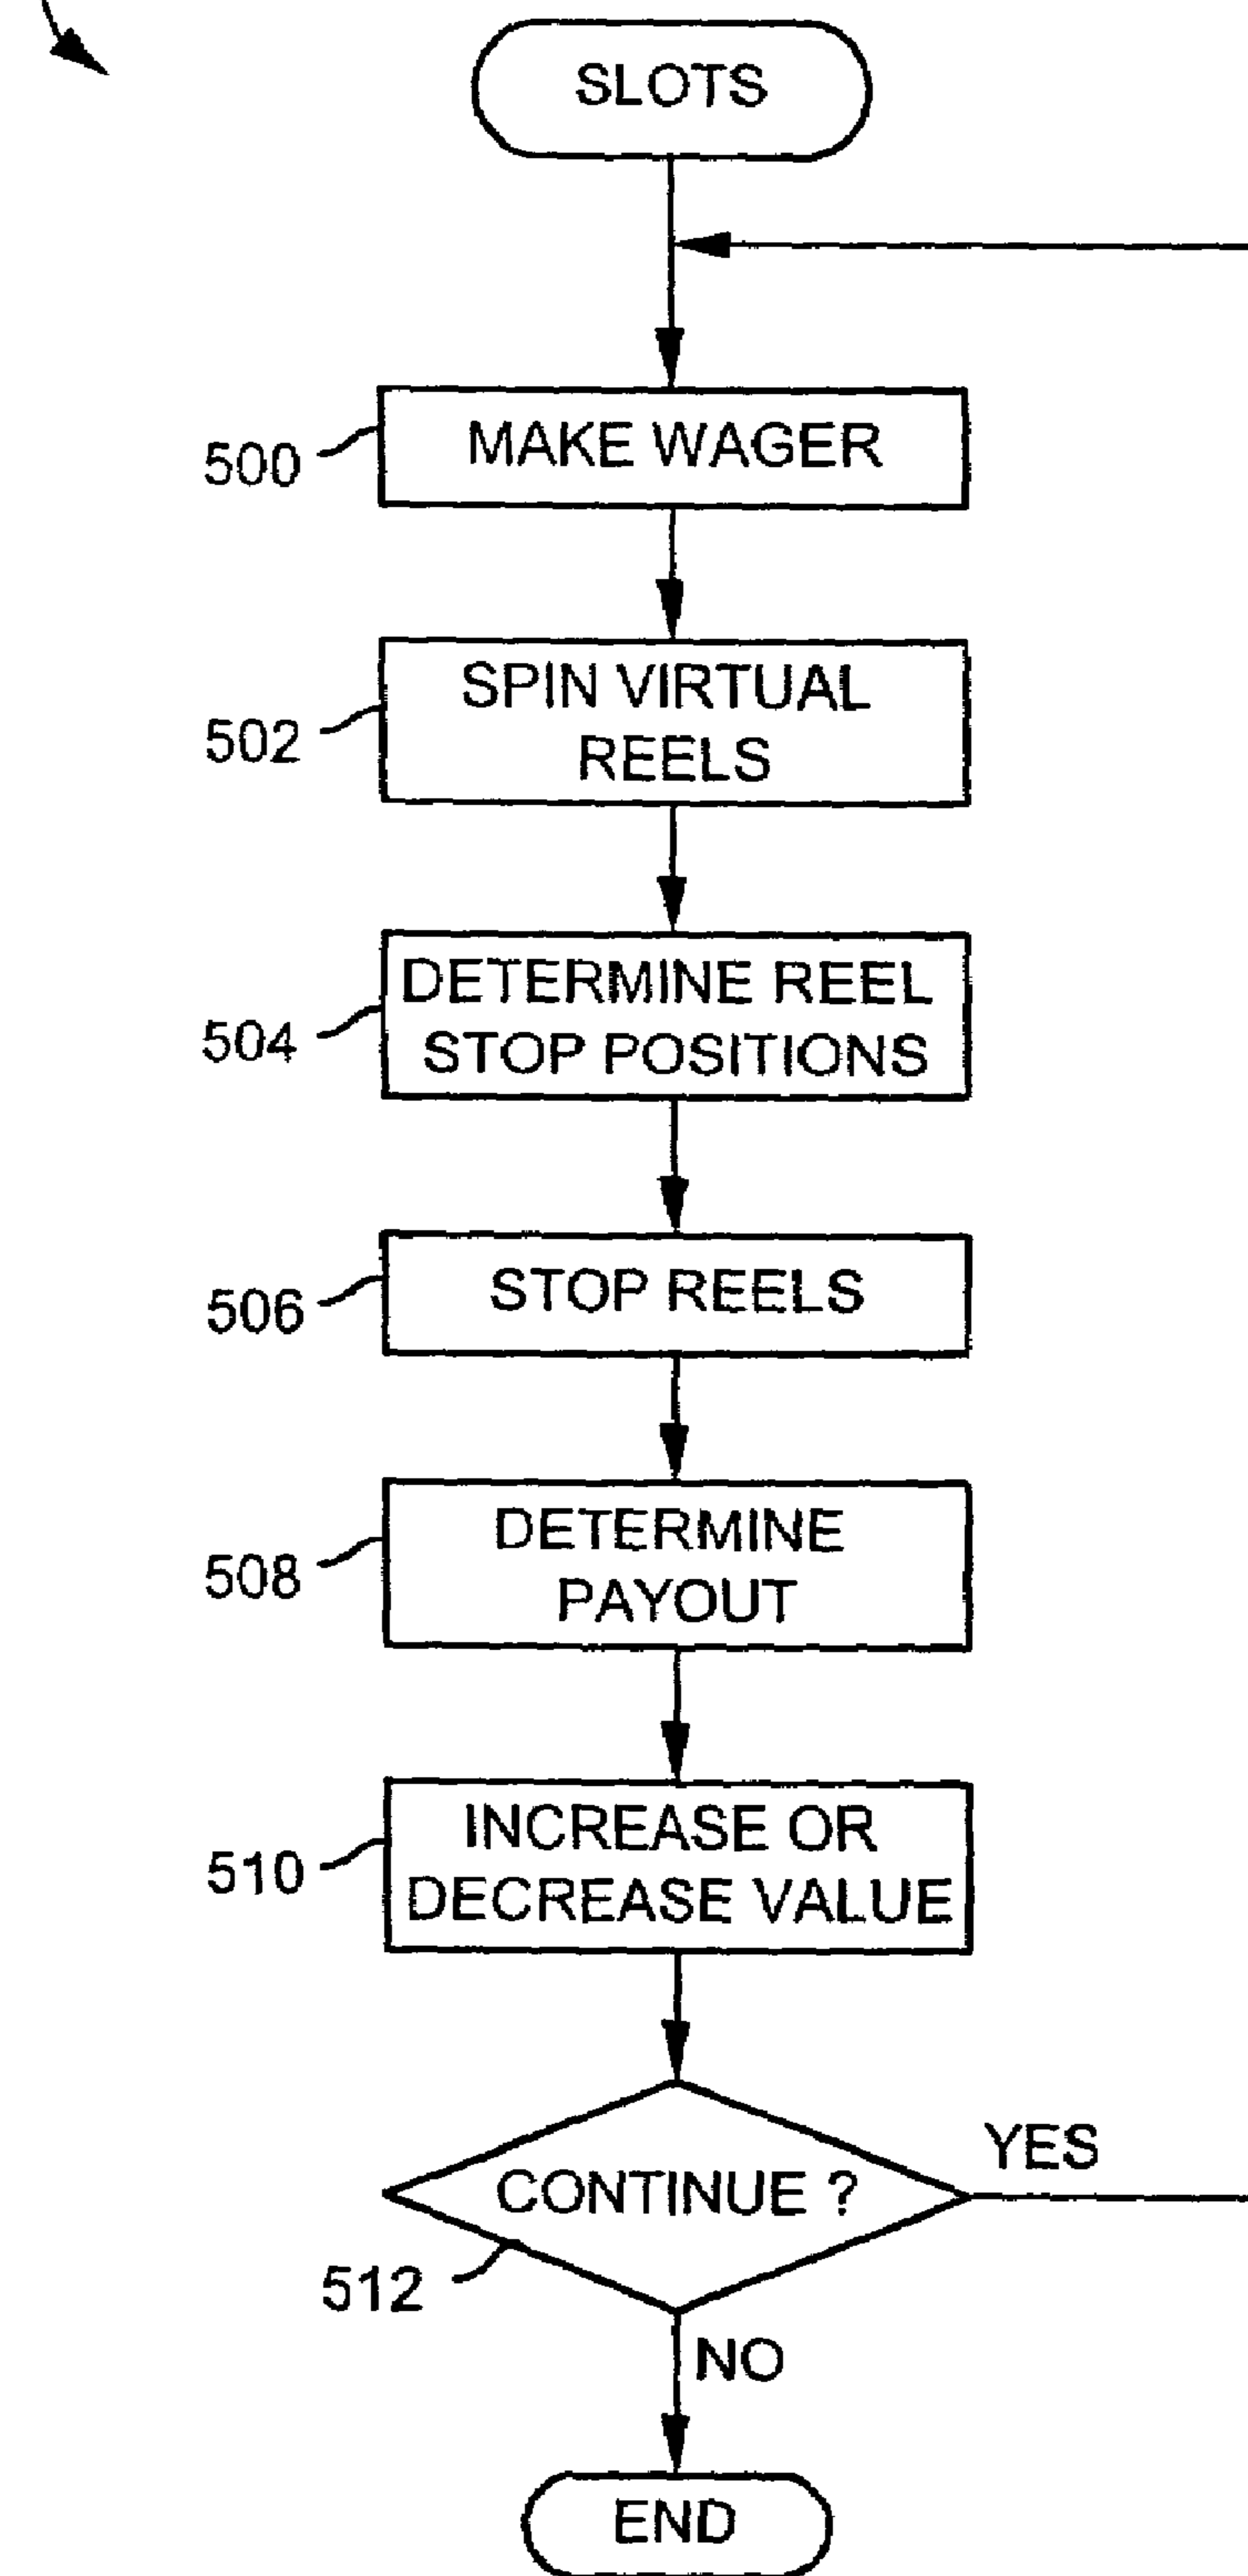 SLOTS
500
MAKE WAGER
502
SPIN VIRTUAL
REELS
504
DETERMINE REEL
STOP POSITIONS
506
STOP REELS
508
DETERMINE
PAYOUT
510
INCREASE OR
DECREASE VALUE
CONTINUE ?
YES
512
NO
END